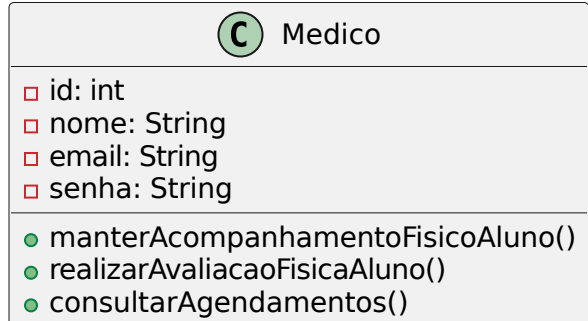 C Medico
id: int
nome: String
email: String
senha: String
manterAcompanhamentoFisicoAluno()
realizarAvaliacaoFisicaAluno()
consultarAgendamentos()